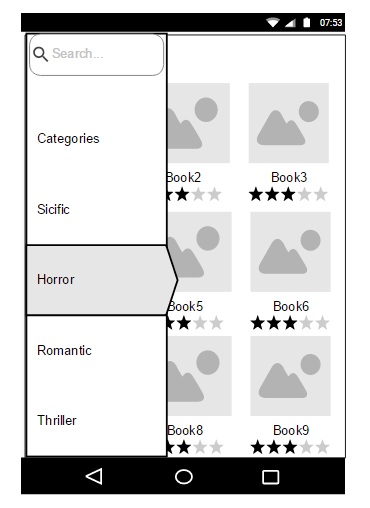 07:53
Search...
Categories
Sicific
Horror
Romantic
Thriller
Book2 Book3
Book5 Book6
Book8 Book9